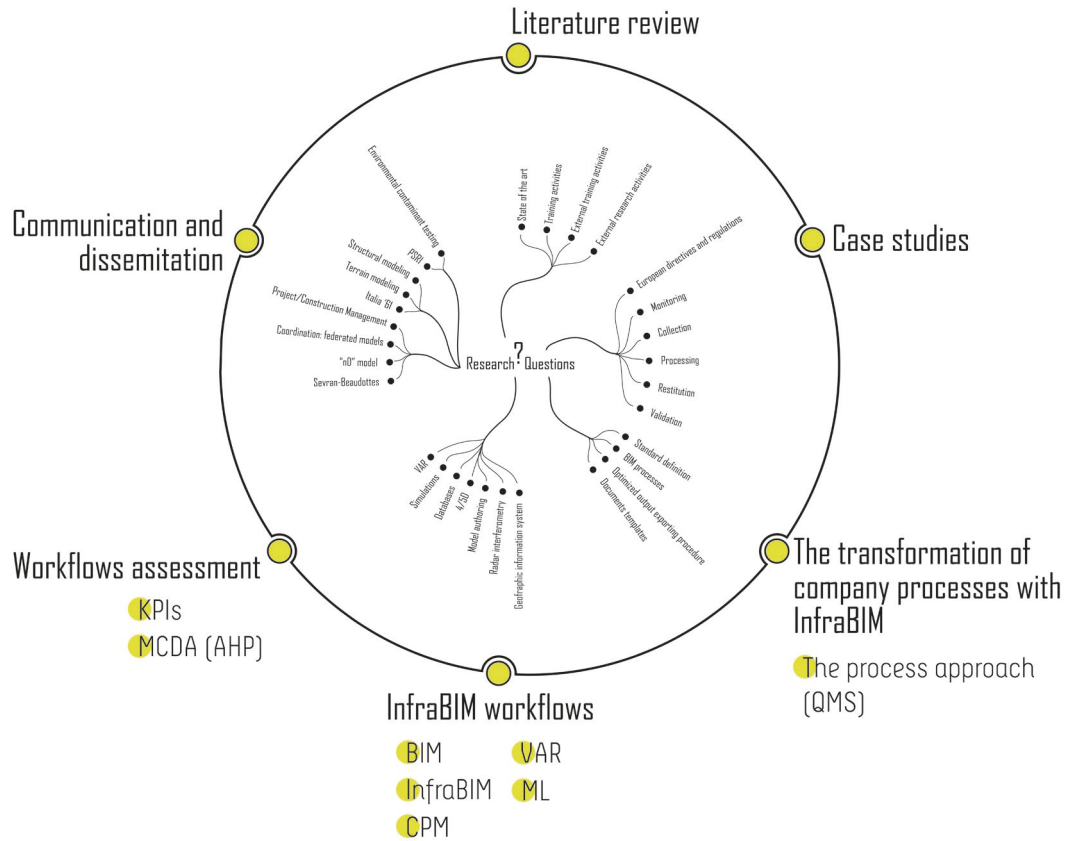 Literature review
Case studies
The transformation of
company processes with
InfraBIM
The process approach
(QMS)
InfraBIM workflows
BIM
InfraBIM
CPM
VAR
ML
Workflows assessment
KPIs
MCDA (AHP)
Communication and
dissemitation
Research ? Questions
State of the art
Training activities
External training activities
External research activities
European directives and regulations
Monitoring
Collection
Processing
Restitution
Validation
Standard definition
BIM processes
Optimized output exporting procedure
Documents templates
Geofraphic information system
Radar interferometry
Model authoring
4/5D
Databases
Simulations
VAR
Sevran-Beaudottes
"nD" model
Coordination: federated models
Project/Construction Management
Italia '61
Terrain modeling
Structural modeling
PSRI
Environmental contaminant testing